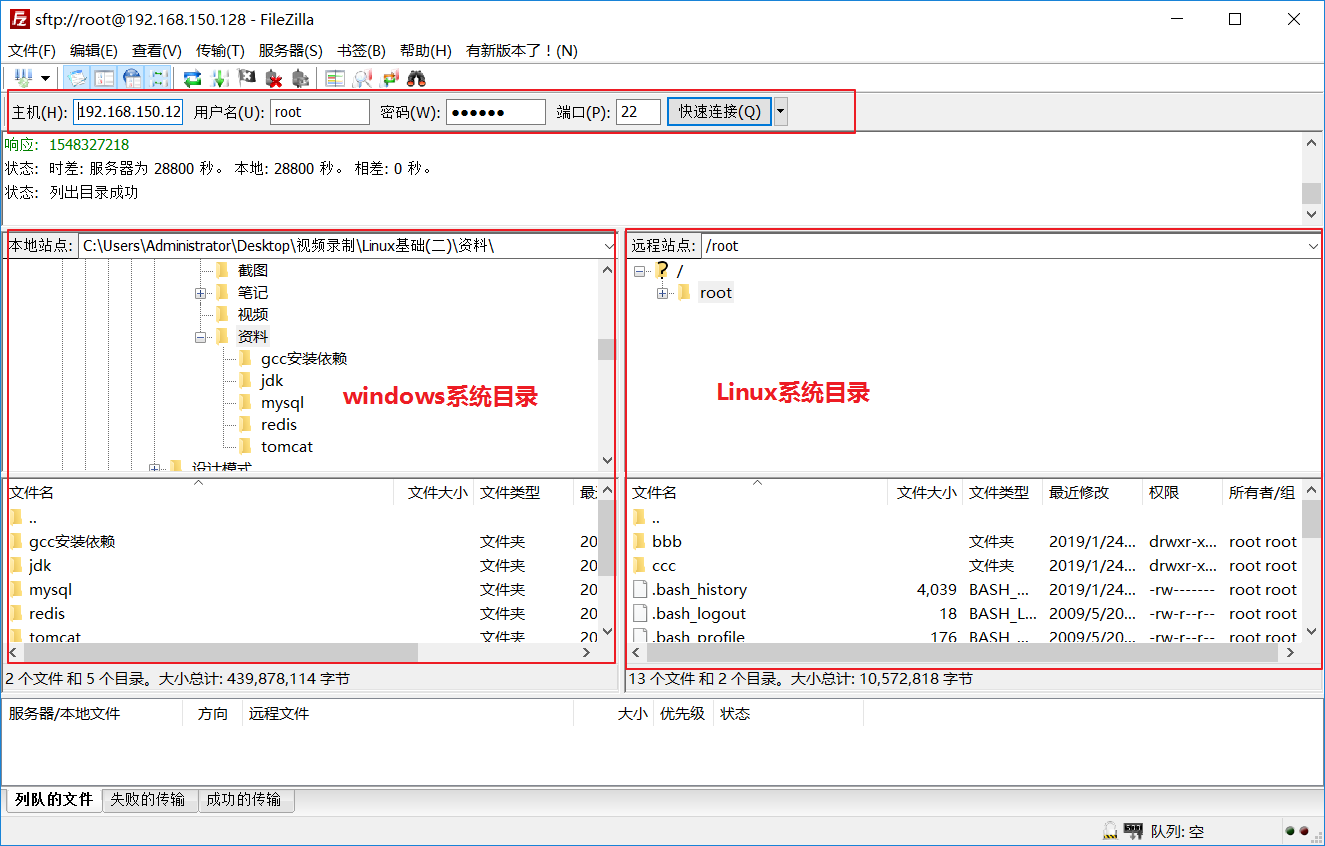 sftp://root@192.168.150.128 - FileZilla
文件(F) 编辑(E) 查看(V) 传输(T) 服务器(S) 书签(B) 帮助(H) 有新版本了！(N)
主机(H): 192.168.150.12 用户名(U): root 密码(W): ●●●●●● 端口(P): 22 快速连接(Q)
响应: 1548327218
状态: 时差: 服务器为 28800 秒。 本地: 28800 秒。 相差: 0 秒。
状态: 列出目录成功
本地站点: C:\Users\Administrator\Desktop\视频录制\Linux基础(二)\资料\
截图
笔记
视频
资料
gcc安装依赖
jdk
mysql
redis
tomcat
设计模式
windows系统目录
文件名 文件大小 文件类型 最
..
gcc安装依赖 文件夹 20
jdk 文件夹 20
mysql 文件夹 20
redis 文件夹 20
tomcat 文件夹 20
2 个文件 和 5 个目录。大小总计: 439,878,114 字节
远程站点: /root
/
root
Linux系统目录
文件名 文件大小 文件类型 最近修改 权限 所有者/组
..
bbb 文件夹 2019/1/24... drwxr-x... root root
ccc 文件夹 2019/1/24... drwxr-x... root root
.bash_history 4,039 BASH_... 2019/1/24... -rw------- root root
.bash_logout 18 BASH_L... 2009/5/20... -rw-r--r-- root root
.bash_profile 176 BASH_... 2009/5/20... -rw-r--r-- root root
13 个文件 和 2 个目录。大小总计: 10,572,818 字节
服务器/本地文件 方向 远程文件 大小 优先级 状态
列队的文件 失败的传输 成功的传输
队列: 空